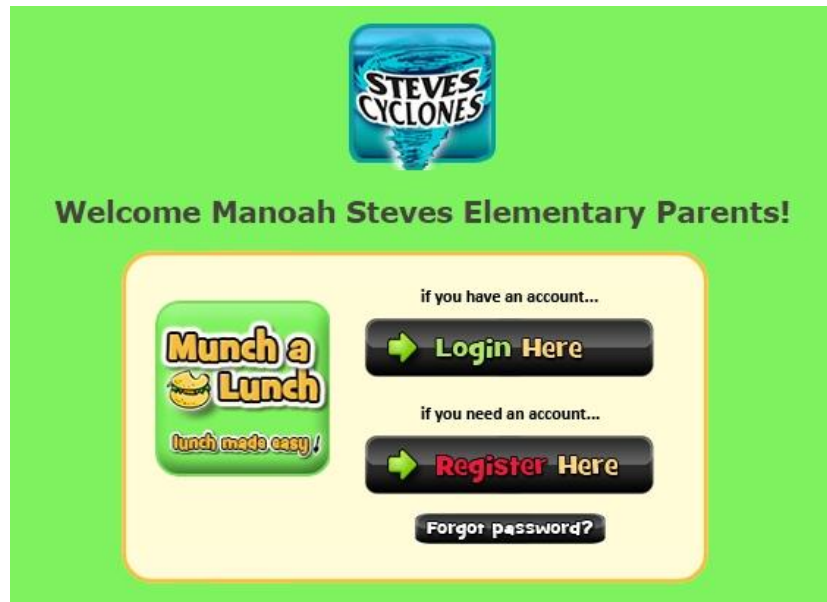 STEVES
CYCLONES
Welcome Manoah Steves Elementary Parents!
Munch a
Lunch
lunch made easy!
if you have an account...
Login Here
if you need an account...
Register Here
Forgot password?